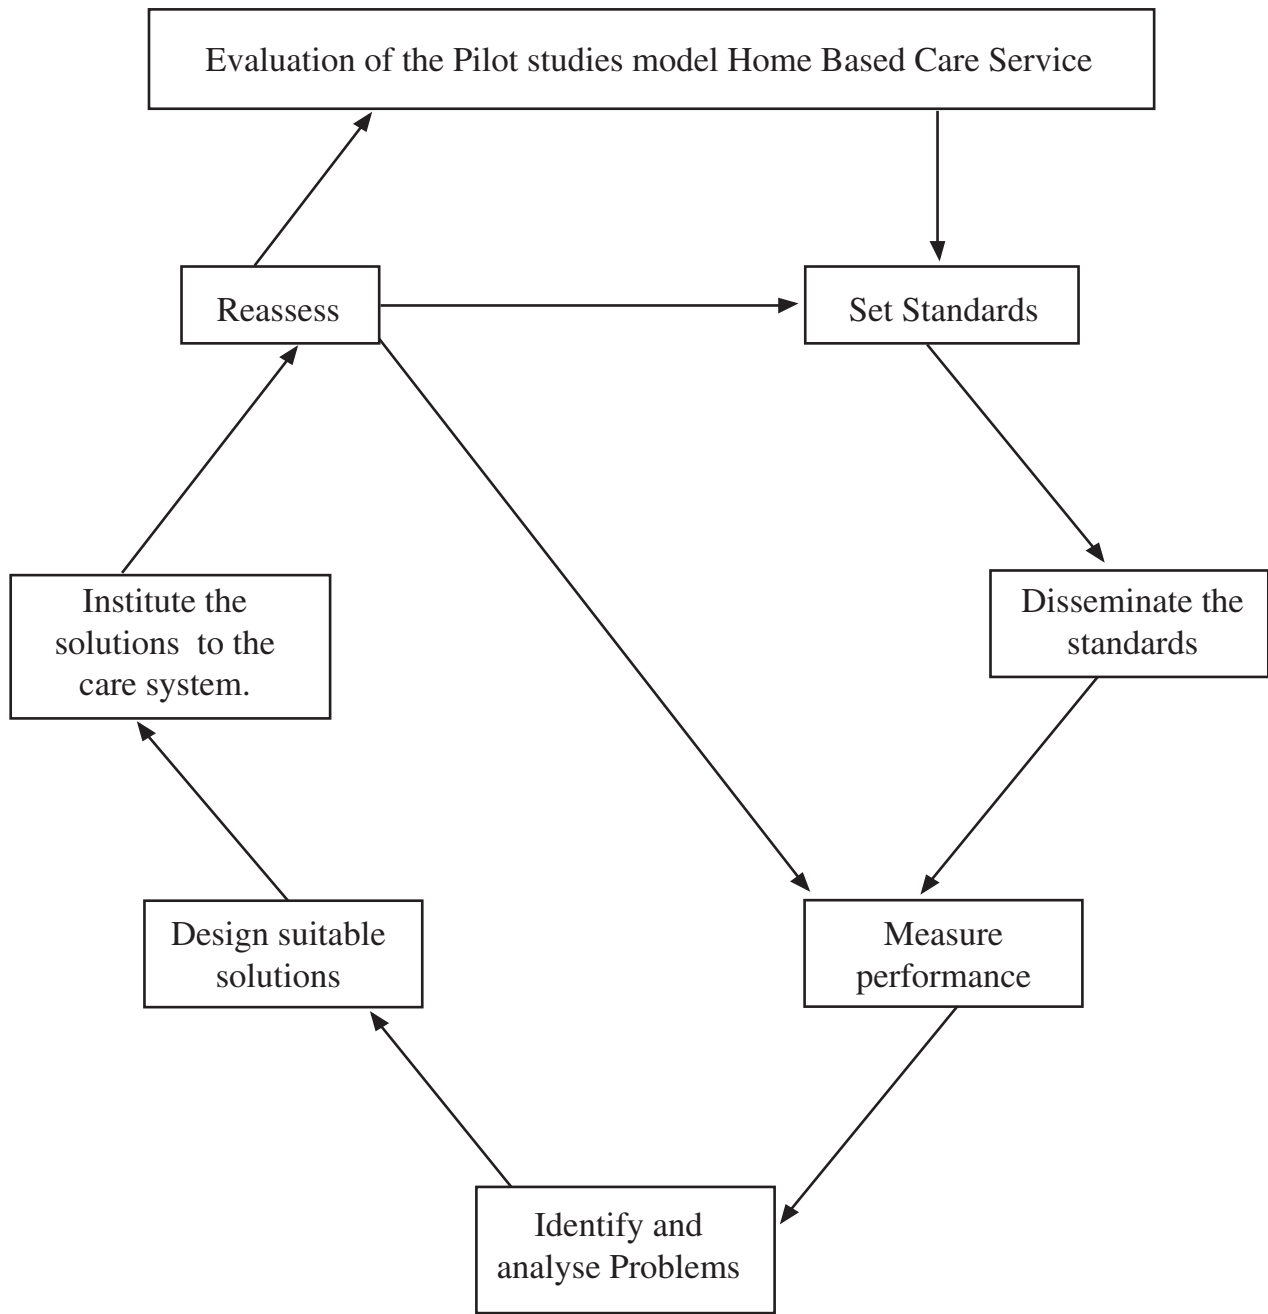 Evaluation of the Pilot studies model Home Based Care Service
Reassess
Set Standards
Institute the
solutions to the
care system.
Disseminate the
standards
Design suitable
solutions
Measure
performance
Identify and
analyse Problems